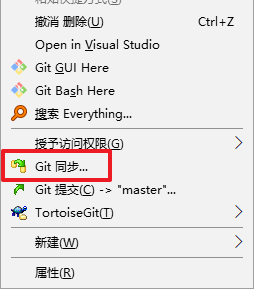 撤消 删除(U) Ctrl+Z
Open in Visual Studio
Git GUI Here
Git Bash Here
搜索 Everything...
授予访问权限(G)
Git 同步...
Git 提交(C) -> "master"...
TortoiseGit(T)
新建(W)
属性(R)